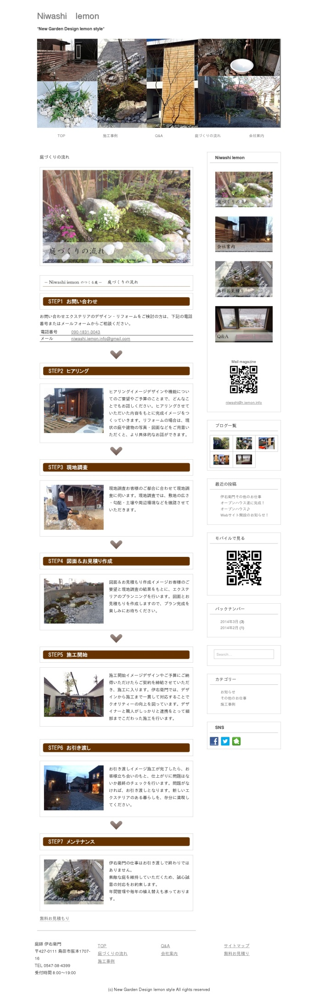 Niwashi　Iemon
*New Garden Design Iemon style*
TOP
施工事例
Q&A
庭づくりの流れ
会社案内
庭づくりの流れ
庭づくりの流れ
－ Niwashi iemon のつくる庭－　庭づくりの流れ
STEP1 お問い合わせ
お問い合わせエクステリアのデザイン・リフォームをご検討の方は、下記の電話
番号またはメールフォームからご相談ください。
電話番号 090-1831-3043
メール niwashi.iemon.info@gmail.com
STEP2 ヒアリング
ヒアリングイメージデザインや機能につい
てのご要望やご予算のことまで、どんなこ
とでもお話しください。ヒアリングさせて
いただいた内容をもとに完成イメージをつ
くっていきます。リフォームの場合は、現
状の庭や建物の写真・図面などをご用意い
ただくと、より具体的なお話ができます。
STEP3 現地調査
現地調査お客様のご都合に合わせて現地調
査に伺います。現地調査では、敷地の広さ
・勾配・土壌や周辺環境などを確認させて
いただきます。
STEP4 図面＆お見積り作成
図面＆お見積もり作成イメージお客様のご
要望と現地調査の結果をもとに、エクステ
リアのプランニングを行います。図面とお
見積もりを作成しますので、プラン完成を
楽しみにお待ちください。
STEP5 施工開始
施工開始イメージデザインやご予算にご納
得いただけたらご契約を締結させていただ
き、施工に入ります。伊右衛門では、デザ
インから施工まで一貫して対応することで
クオリティーの向上を図っています。デザ
イナーと職人がしっかりと連携をとって細
部までこだわった施工を行います。
STEP6 お引き渡し
お引き渡しイメージ施工が完了したら、お
客様立ち会いのもと、仕上がりに問題はな
いか最終のチェックを行います。問題がな
ければ、お引き渡しとなります。新しいエ
クステリアのある暮らしを、存分に満喫し
てください。
STEP7 メンテナンス
伊右衛門の仕事はお引き渡しで終わりでは
ありません。
素敵な庭を維持していただくため、誠心誠
意の対応をお約束します。
年間管理や毎年の植え替えも承っておりま
す。
無料お見積もり
Niwashi Iemon
庭づくりの流れ
会社案内
無料お見積り
Q&A
Mail magazine
niwashi@r.iemon.info
ブログ一覧
最近の投稿
伊右衛門その他のお仕事
オープンハウス遂に完成！
オープンハウス♪
Webサイト開設のお知らせ！
モバイルで見る
バックナンバー
2014年3月 (3)
2014年2月 (1)
Search...
カテゴリー
お知らせ
その他のお仕事
施工事例
SNS
庭師 伊右衛門
〒427-0111 島田市阪本1707-
16
TEL 0547-38-4399
受付時間 8:00～19:00
TOP
庭づくりの流れ
施工事例
Q&A
会社案内
サイトマップ
無料お見積り
(c) New Garden Design Iemon style All rights reserved